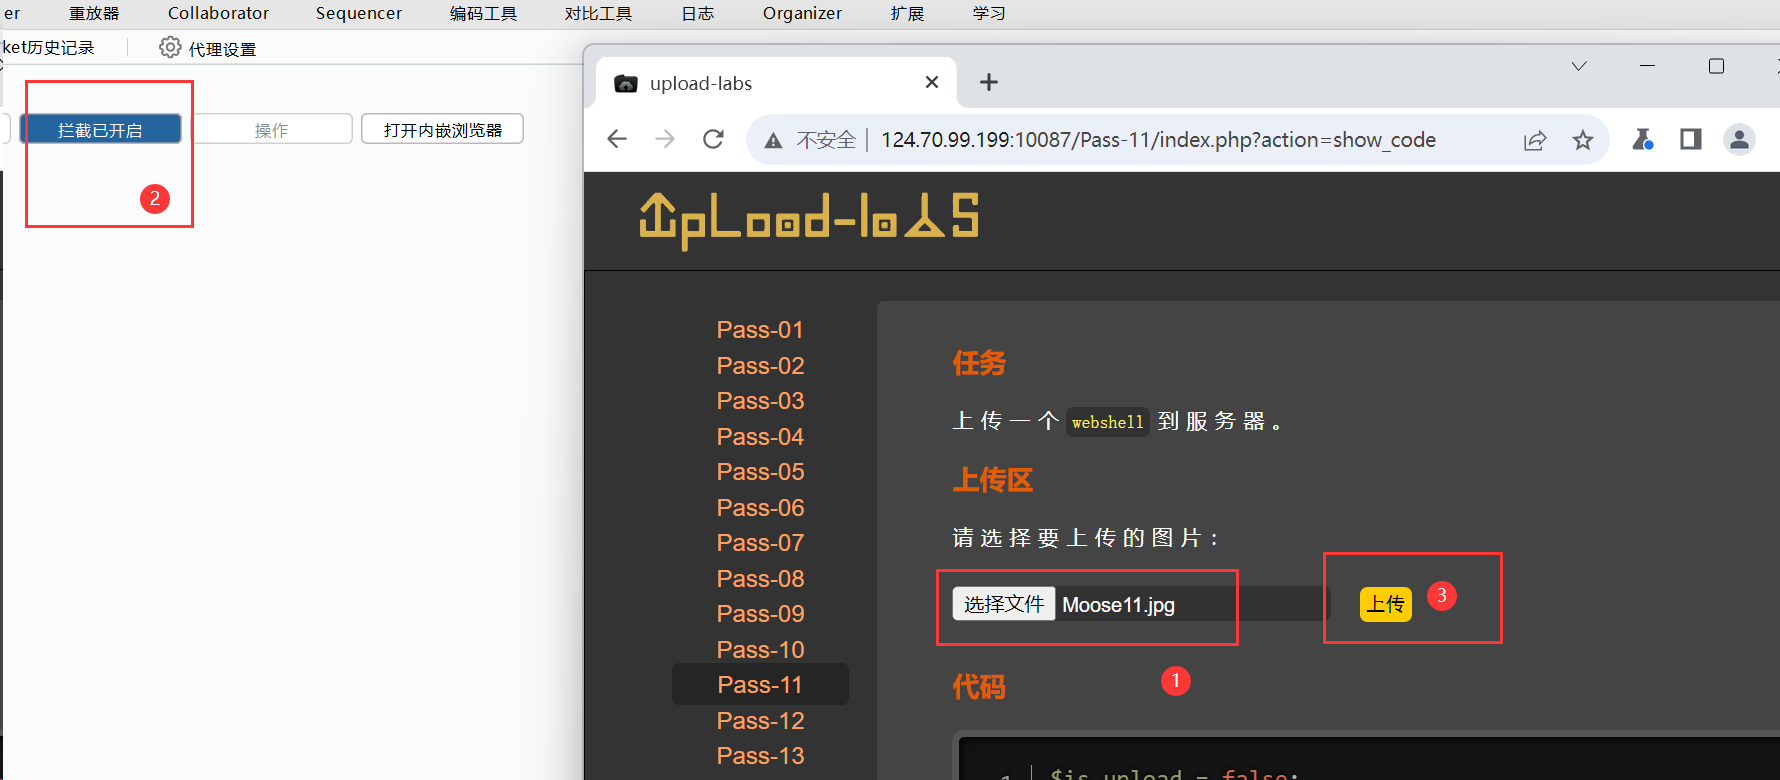 er 重放器 Collaborator Sequencer 编码工具 对比工具 日志 Organizer 扩展 学习
ket历史记录 代理设置
拦截已开启 操作 打开内嵌浏览器
2
upload-labs
不安全 124.70.99.199:10087/Pass-11/index.php?action=show_code
UpLoad-labs
Pass-01
Pass-02
Pass-03
Pass-04
Pass-05
Pass-06
Pass-07
Pass-08
Pass-09
Pass-10
Pass-11
Pass-12
Pass-13
任务
上传一个 webshell 到服务器。
上传区
请选择要上传的图片：
选择文件 Moose11.jpg 上传 3
1
代码
1 $is_upload = false;